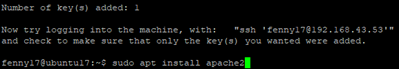 Number of key(s) added: 1
Now try logging into the machine, with:   "ssh 'fenny17@192.168.43.53'"
and check to make sure that only the key(s) you wanted were added.
fenny17@ubuntu17:~$ sudo apt install apache2